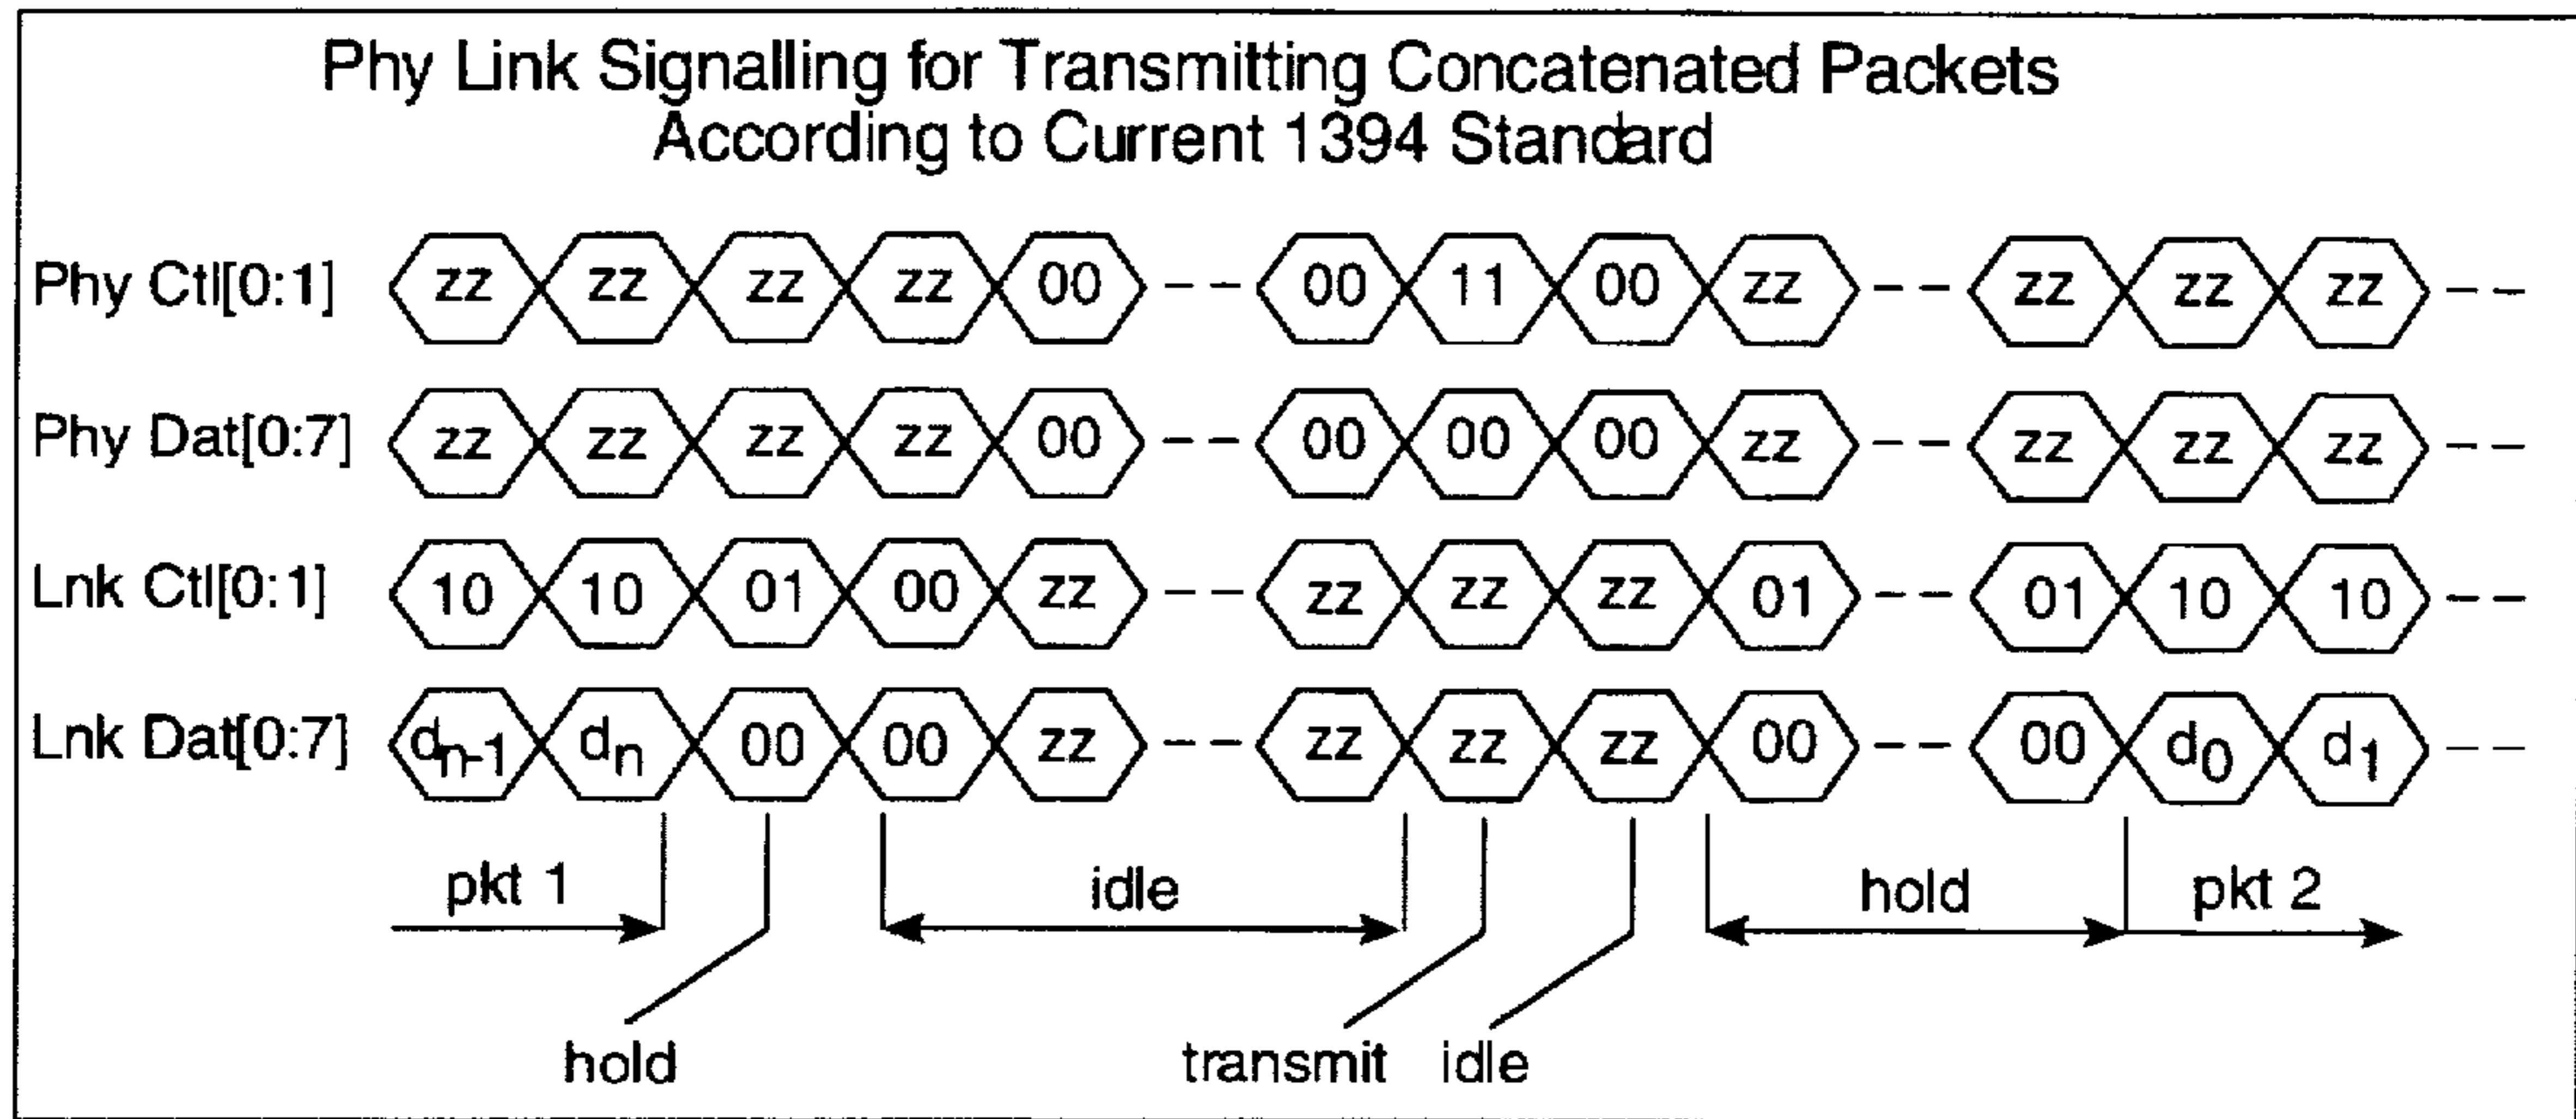 Phy Link Signalling for Transmitting Concatenated Packets
According to Current 1394 Standard
Phy Ctl[0:1] zz zz zz zz 00 -- 00 11 00 zz -- zz zz zz --
Phy Dat[0:7] zz zz zz zz 00 -- 00 00 00 zz -- zz zz zz --
Lnk Ctl[0:1] 10 10 01 00 zz -- zz zz zz 01 -- 01 10 10 --
Lnk Dat[0:7] dn-1 dn 00 00 zz -- zz zz zz 00 -- 00 d0 d1 --
pkt 1 idle hold pkt 2
hold transmit idle